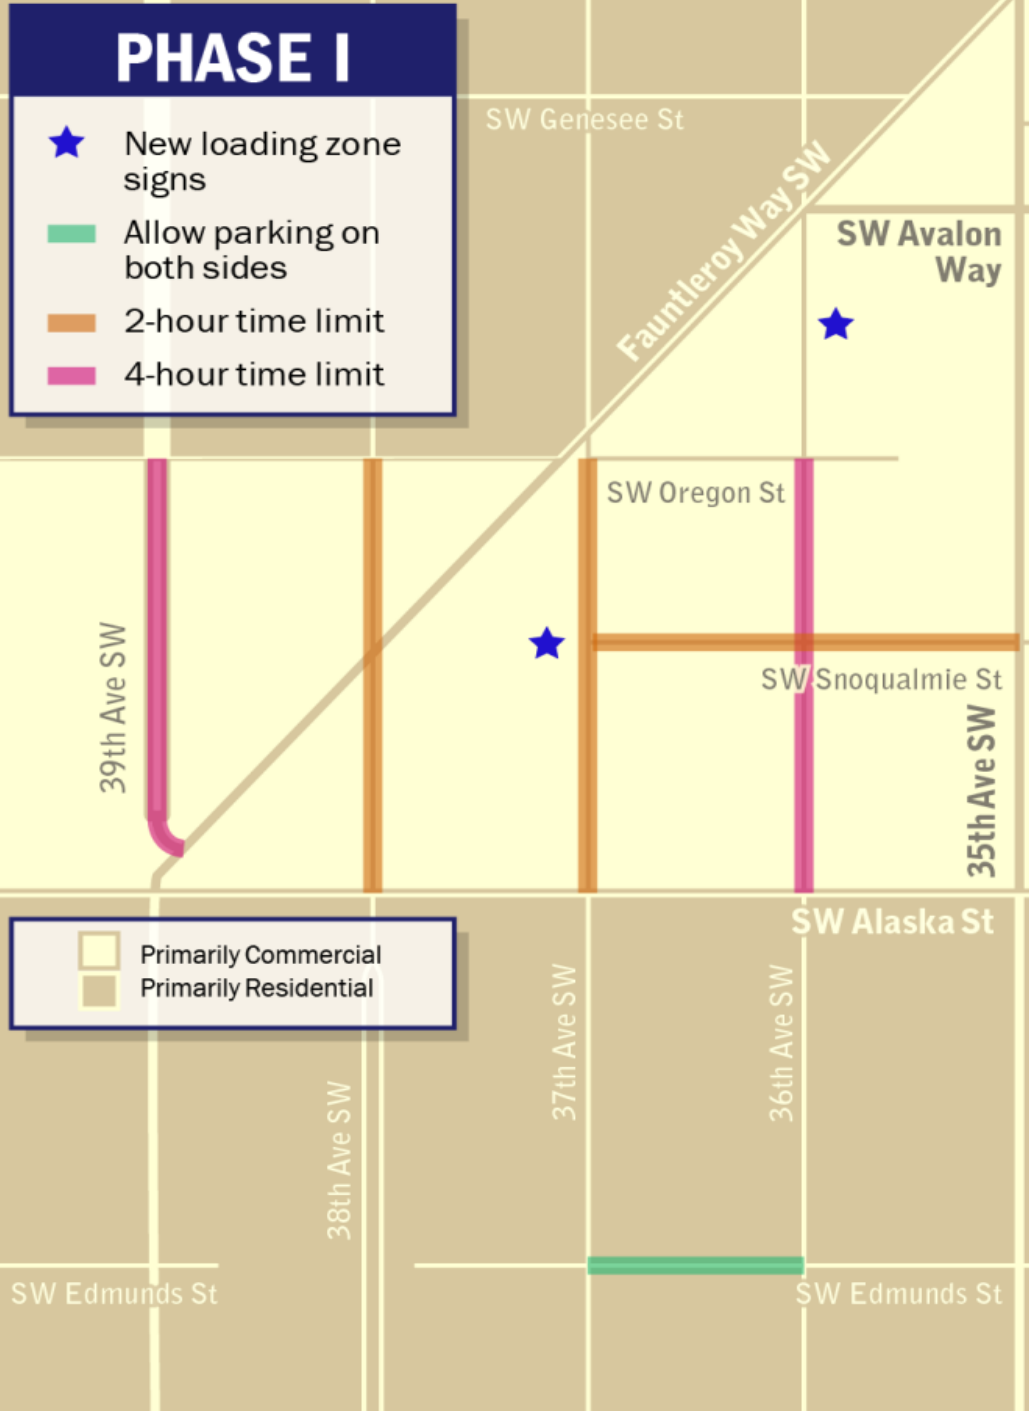 PHASE I
New loading zone
signs
Allow parking on
both sides
2-hour time limit
4-hour time limit
SW Genesee St
Fauntleroy Way SW
SW Avalon
Way
SW Oregon St
39th Ave SW
SW Snoqualmie St
35th Ave SW
SW Alaska St
Primarily Commercial
Primarily Residential
37th Ave SW
36th Ave SW
38th Ave SW
SW Edmunds St
SW Edmunds St